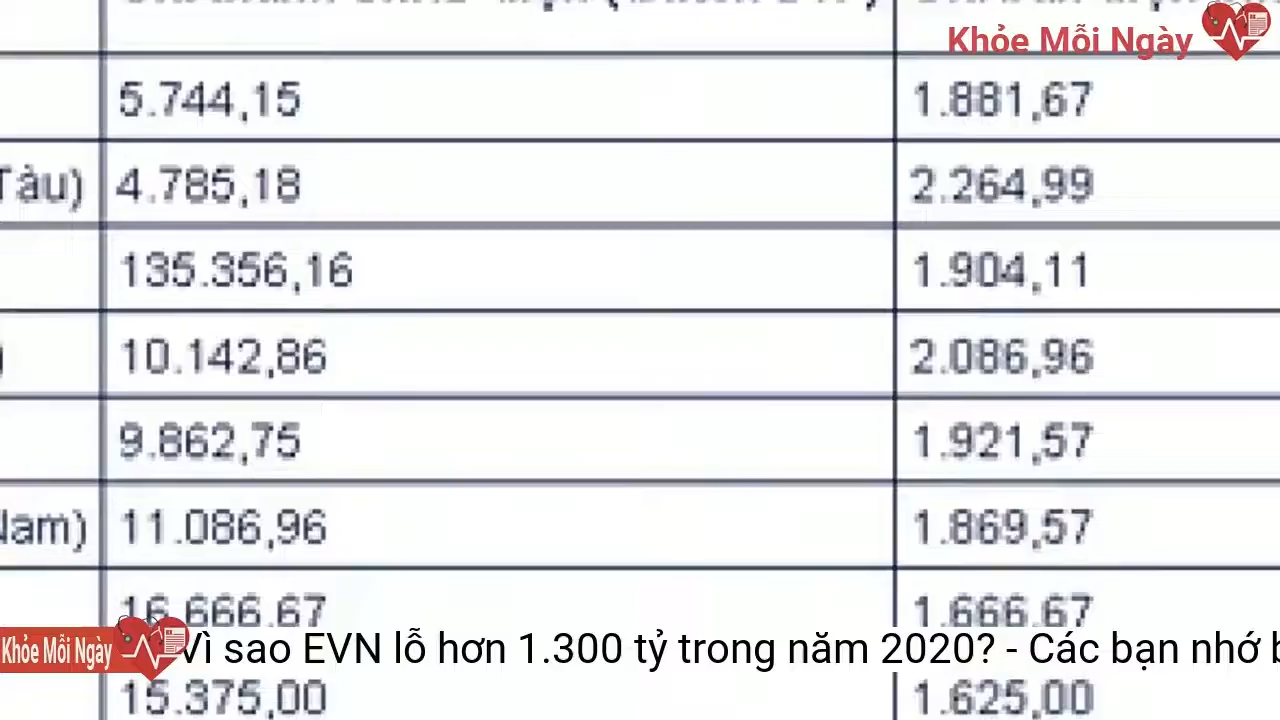 Khỏe Mỗi Ngày
5.744,15 1.881,67
Tàu) 4.785,18 2.264,99
135.356,16 1.904,11
) 10.142,86 2.086,96
9.862,75 1.921,57
Nam) 11.086,96 1.869,57
16.666,67 1.666,67
Khỏe Mỗi Ngày Vì sao EVN lỗ hơn 1.300 tỷ trong năm 2020? - Các bạn nhớ b
15.375,00 1.625,00